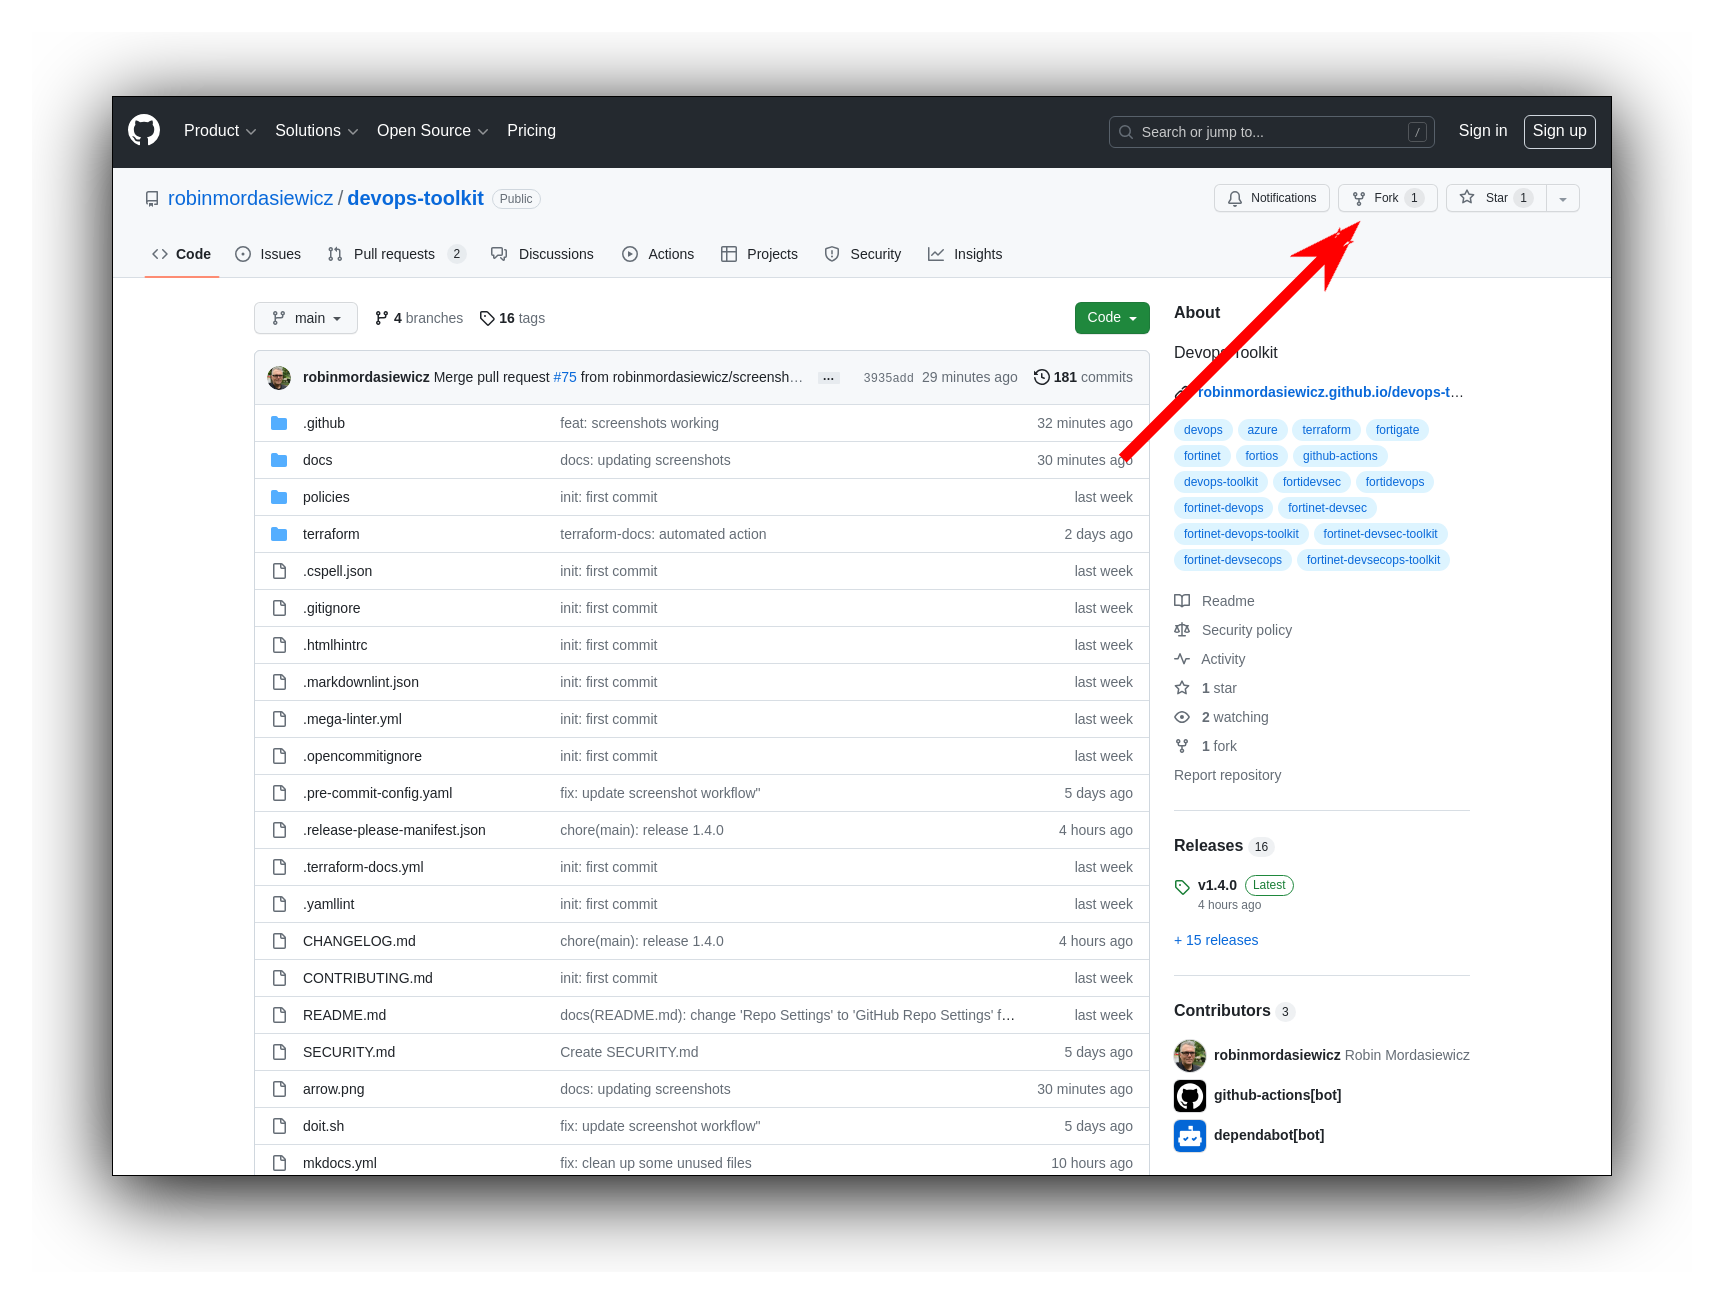 Product Solutions Open Source Pricing Search or jump to... / Sign in Sign up
robinmordasiewicz / devops-toolkit Public Notifications Fork 1 Star 1
Code Issues Pull requests 2 Discussions Actions Projects Security Insights
main 4 branches 16 tags Code
robinmordasiewicz Merge pull request #75 from robinmordasiewicz/screensh… ... 3935add 29 minutes ago 181 commits
.github feat: screenshots working 32 minutes ago
docs docs: updating screenshots 30 minutes ago
policies init: first commit last week
terraform terraform-docs: automated action 2 days ago
.cspell.json init: first commit last week
.gitignore init: first commit last week
.htmlhintrc init: first commit last week
.markdownlint.json init: first commit last week
.mega-linter.yml init: first commit last week
.opencommitignore init: first commit last week
.pre-commit-config.yaml fix: update screenshot workflow" 5 days ago
.release-please-manifest.json chore(main): release 1.4.0 4 hours ago
.terraform-docs.yml init: first commit last week
.yamllint init: first commit last week
CHANGELOG.md chore(main): release 1.4.0 4 hours ago
CONTRIBUTING.md init: first commit last week
README.md docs(README.md): change 'Repo Settings' to 'GitHub Repo Settings' f… last week
SECURITY.md Create SECURITY.md 5 days ago
arrow.png docs: updating screenshots 30 minutes ago
doit.sh fix: update screenshot workflow" 5 days ago
mkdocs.yml fix: clean up some unused files 10 hours ago
About
Devops Toolkit
robinmordasiewicz.github.io/devops-t…
devops azure terraform fortigate
fortinet fortios github-actions
devops-toolkit fortidevsec fortidevops
fortinet-devops fortinet-devsec
fortinet-devops-toolkit fortinet-devsec-toolkit
fortinet-devsecops fortinet-devsecops-toolkit
Readme
Security policy
Activity
1 star
2 watching
1 fork
Report repository
Releases 16
v1.4.0 Latest
4 hours ago
+ 15 releases
Contributors 3
robinmordasiewicz Robin Mordasiewicz
github-actions[bot]
dependabot[bot]